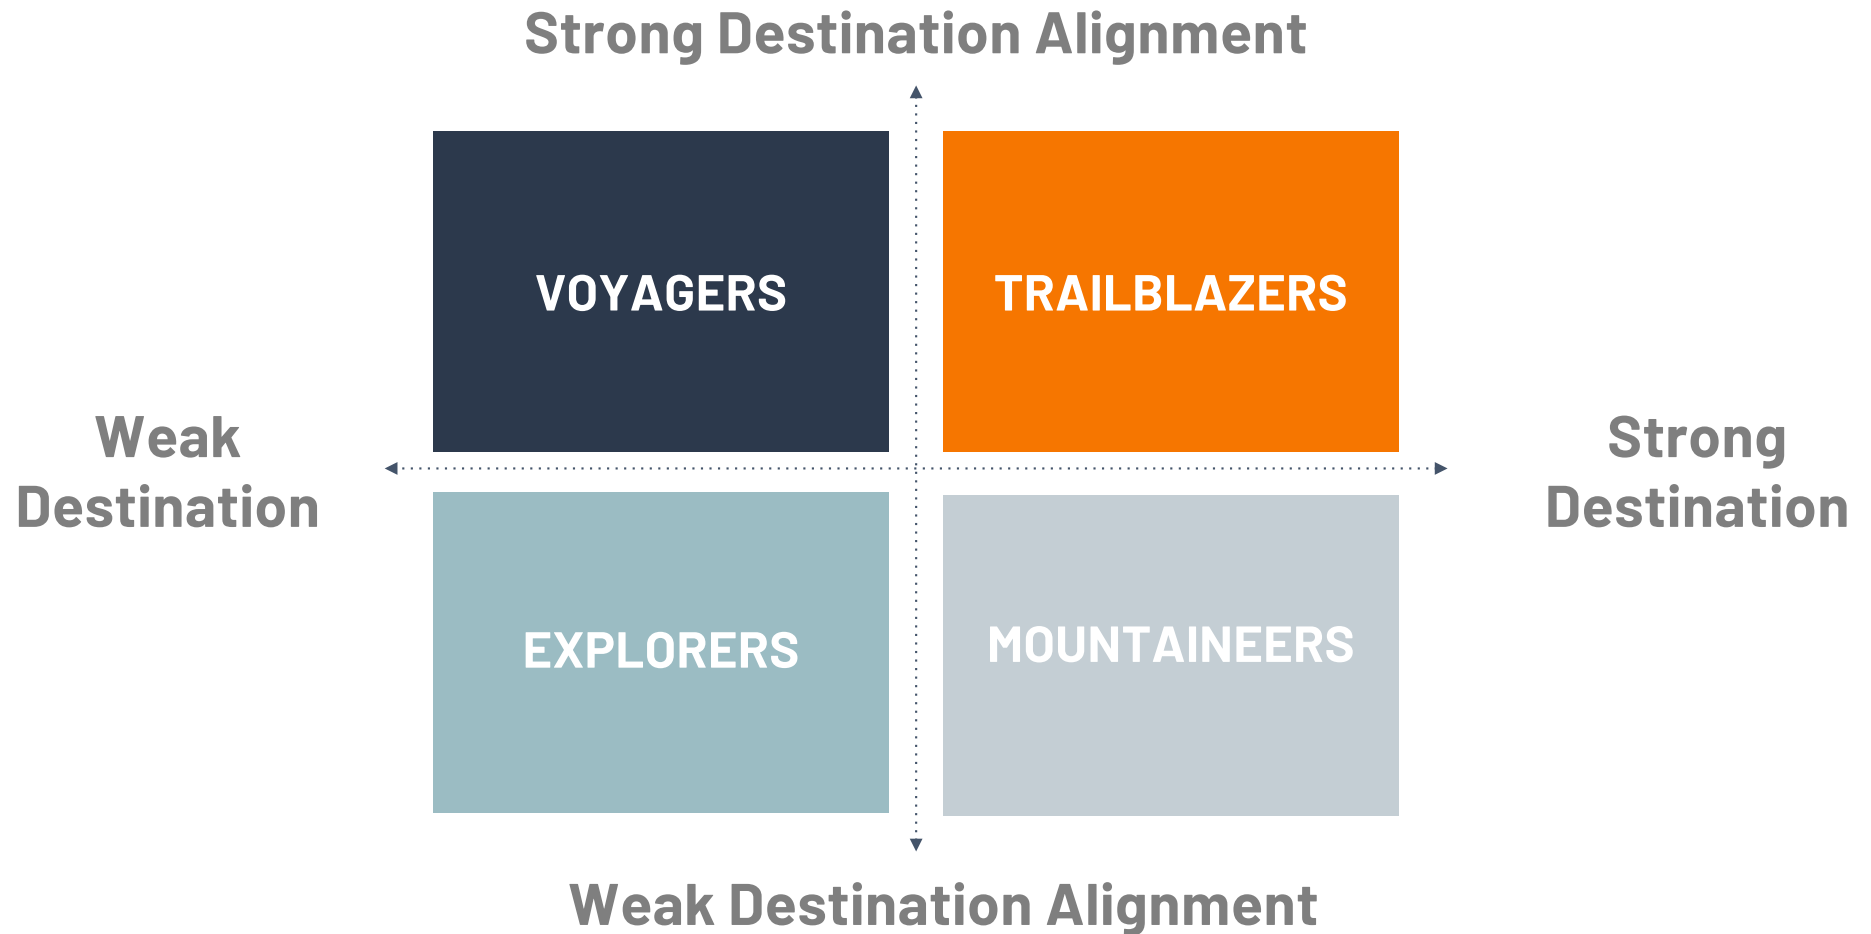 Strong Destination Alignment
VOYAGERS
TRAILBLAZERS
Weak
Destination
Strong
Destination
EXPLORERS
MOUNTAINEERS
Weak Destination Alignment